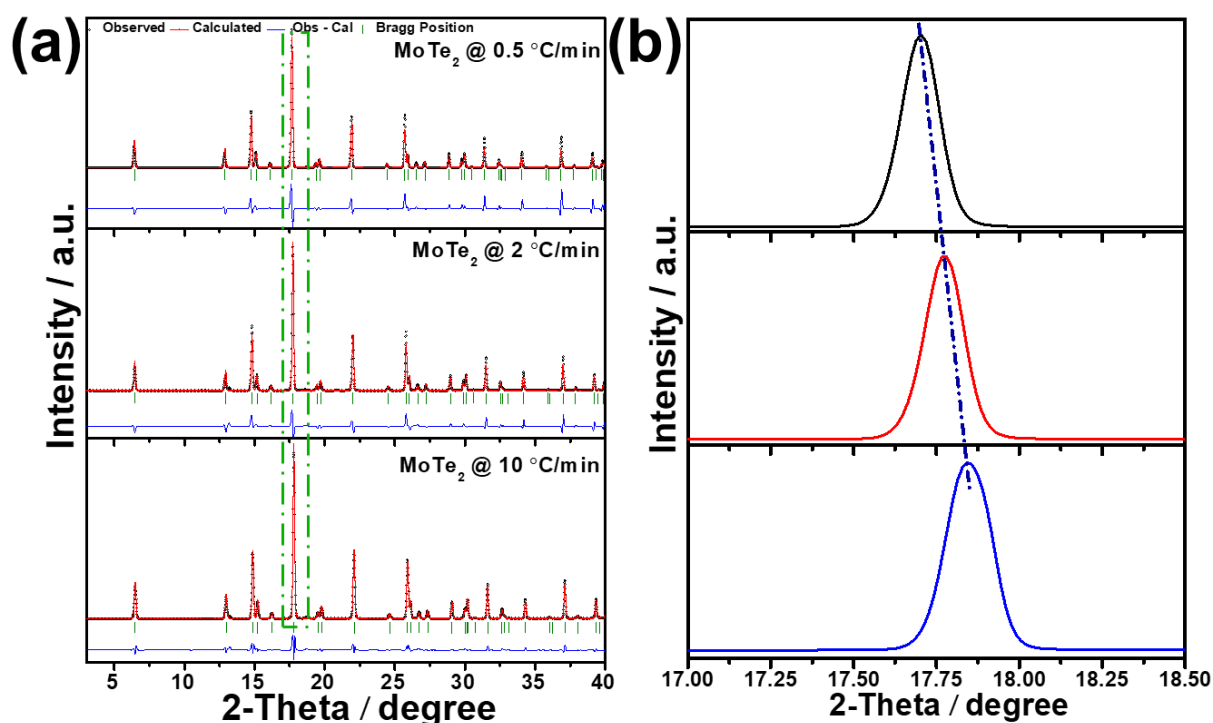 (a)
Observed Calculated Obs - Cal Bragg Position
MoTe₂ @ 0.5 °C/min
MoTe₂ @ 2 °C/min
MoTe₂ @ 10 °C/min
Intensity / a.u.
5 10 15 20 25 30 35 40
2-Theta / degree
(b)
Intensity / a.u.
17.00 17.25 17.50 17.75 18.00 18.25 18.50
2-Theta / degree